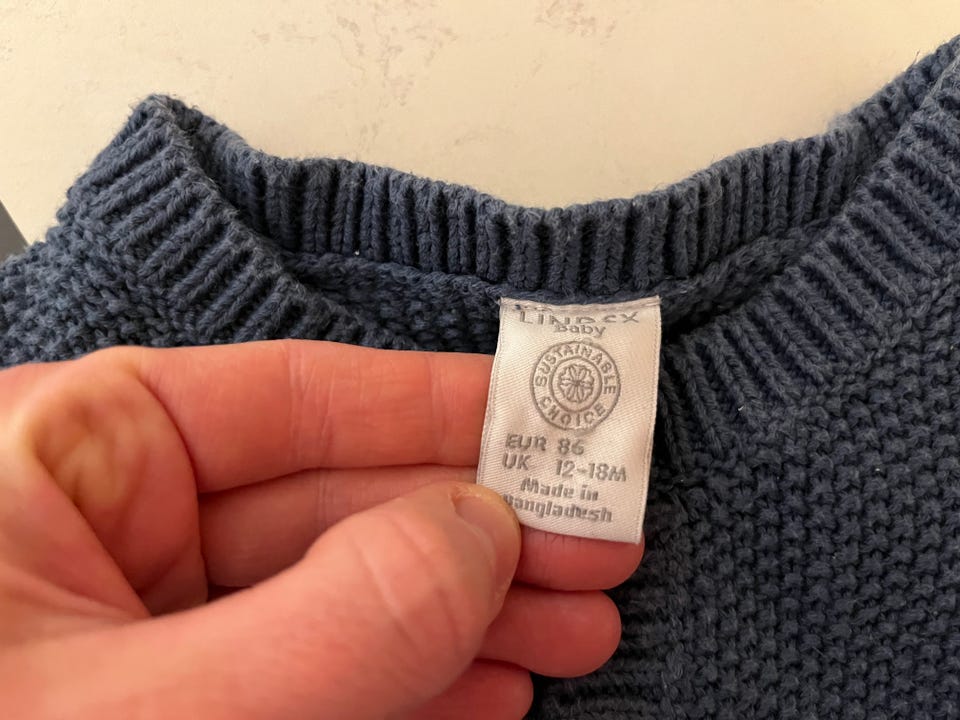 LINDEX
Baby
SUSTAINABLE
CHOICE
EUR 86
UK 12-18M
Made in
Bangladesh